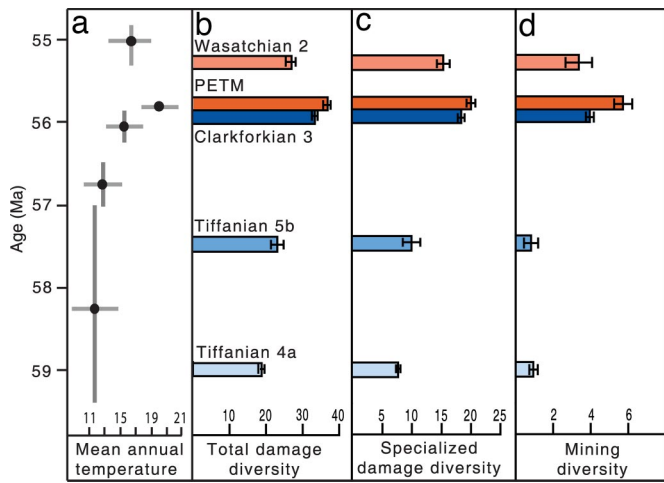 a
b
c
d
55
56
57
58
59
Age (Ma)
Wasatchian 2
PETM
Clarkforkian 3
Tiffanian 5b
Tiffanian 4a
11 15 19 21
10 20 30 40
5 10 15 20 25
2 4 6
Mean annual
temperature
Total damage
diversity
Specialized
damage diversity
Mining
diversity